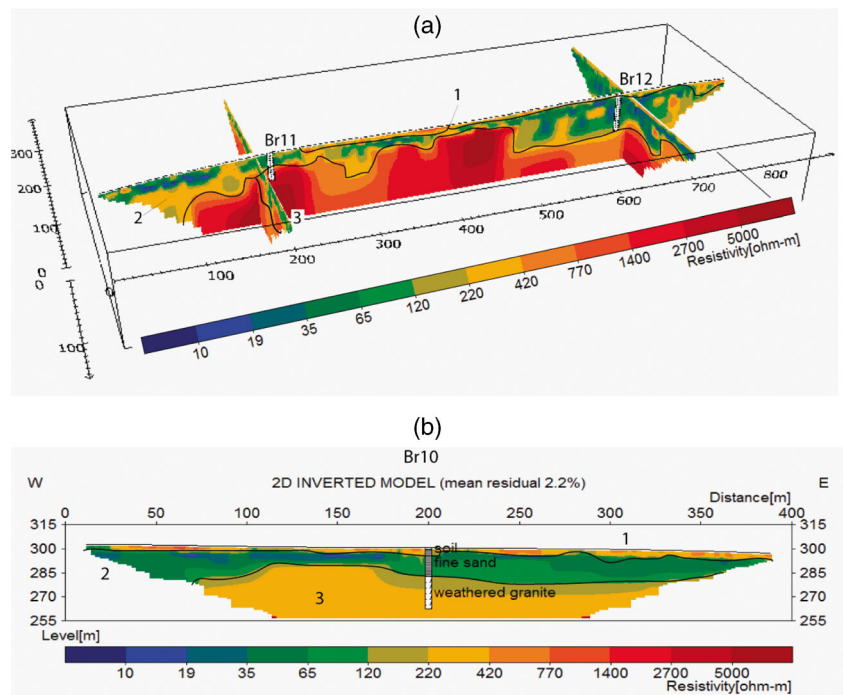 (a)
Br12
1
Br11
300
200
100
0
0
100
2
3
0
100
200
300
400
500
600
700
800
10
19
35
65
120
220
420
770
1400
2700
5000
Resistivity[ohm-m]
(b)
Br10
W
2D INVERTED MODEL (mean residual 2.2%)
E
Distance[m]
0 50 100 150 200 250 300 350 400
315 315
1
300 soil 300
fine sand
285 2 285
270 3 weathered granite 270
255 255
Level[m]
10 19 35 65 120 220 420 770 1400 2700 5000
Resistivity[ohm-m]